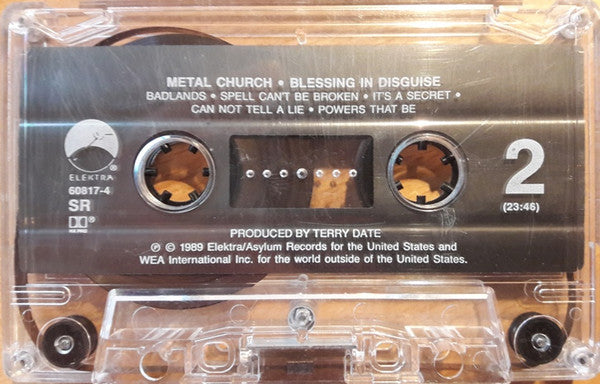 METAL CHURCH • BLESSING IN DISGUISE
BADLANDS • SPELL CAN'T BE BROKEN • IT'S A SECRET •
CAN NOT TELL A LIE • POWERS THAT BE
®
ELEKTRA
60817-4
SR
®
HX PRO
2
(23:46)
PRODUCED BY TERRY DATE
℗ © 1989 Elektra/Asylum Records for the United States and
WEA International Inc. for the world outside of the United States.